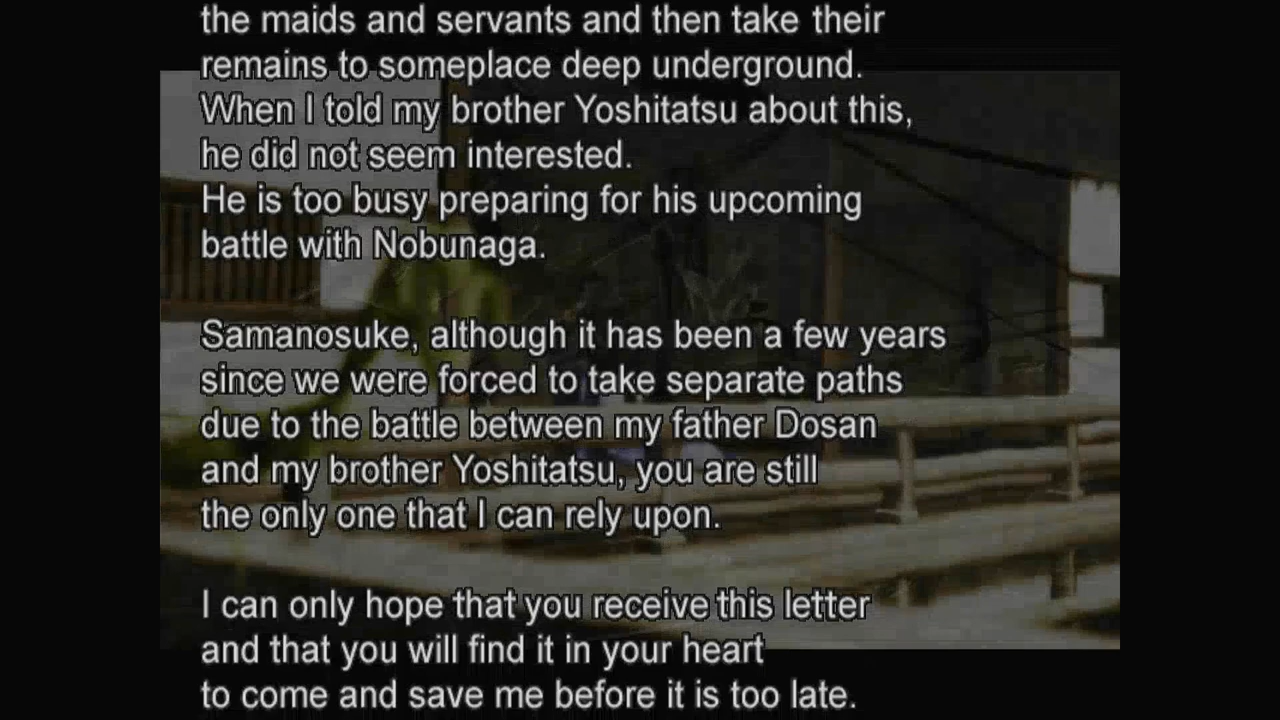 the maids and servants and then take their
remains to someplace deep underground.
When I told my brother Yoshitatsu about this,
he did not seem interested.
He is too busy preparing for his upcoming
battle with Nobunaga.
Samanosuke, although it has been a few years
since we were forced to take separate paths
due to the battle between my father Dosan
and my brother Yoshitatsu, you are still
the only one that I can rely upon.
I can only hope that you receive this letter
and that you will find it in your heart
to come and save me before it is too late.